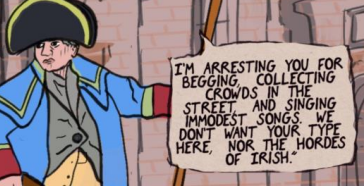 I'M ARRESTING YOU FOR
BEGGING, COLLECTING
CROWDS IN THE
STREET, AND SINGING
IMMODEST SONGS. WE
DON'T WANT YOUR TYPE
HERE, NOR THE HORDES
OF IRISH."